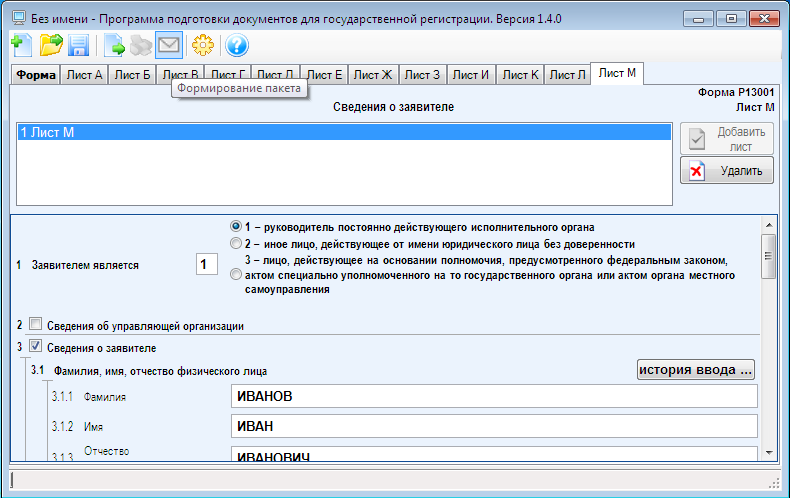 Без имени - Программа подготовки документов для государственной регистрации. Версия 1.4.0
Форма Лист А Лист Б Лист В Лист Г Лист Д Лист Е Лист Ж Лист З Лист И Лист К Лист Л Лист М
Формирование пакета
Форма Р13001
Сведения о заявителе
Лист М
1 Лист М
Добавить
лист
Удалить
1 Заявителем является
1
1 – руководитель постоянно действующего исполнительного органа
2 – иное лицо, действующее от имени юридического лица без доверенности
3 – лицо, действующее на основании полномочия, предусмотренного федеральным законом,
актом специально уполномоченного на то государственного органа или актом органа местного
самоуправления
2 Сведения об управляющей организации
3 Сведения о заявителе
3.1 Фамилия, имя, отчество физического лица
история ввода ...
3.1.1 Фамилия ИВАНОВ
3.1.2 Имя ИВАН
3.1.3 Отчество ИВАНОВИЧ